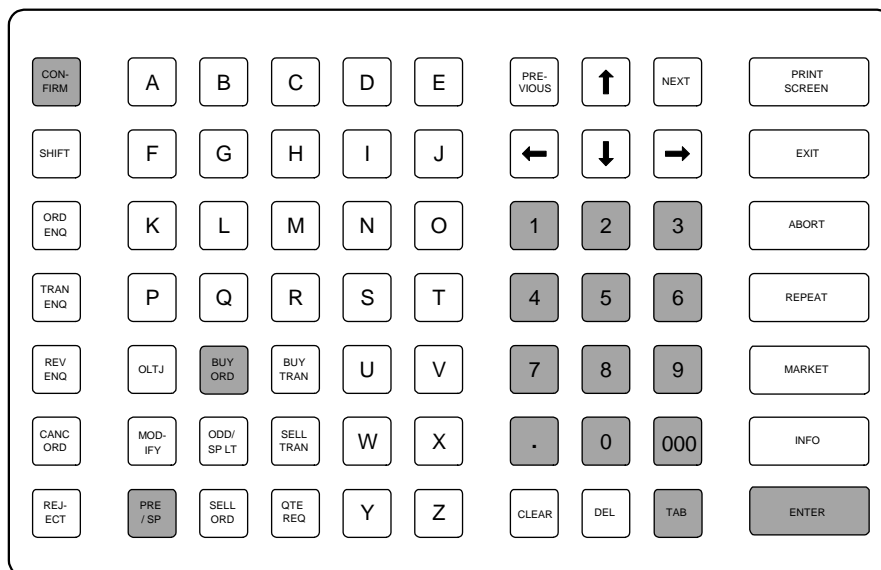 CON-
FIRM
A
B
C
D
E
PRE-
VIOUS
NEXT
PRINT
SCREEN
SHIFT
F
G
H
I
J
EXIT
ORD
ENQ
K
L
M
N
O
1
2
3
ABORT
TRAN
ENQ
P
Q
R
S
T
4
5
6
REPEAT
REV
ENQ
OLTJ
BUY
ORD
BUY
TRAN
U
V
7
8
9
MARKET
CANC
ORD
MOD-
IFY
ODD/
SP LT
SELL
TRAN
W
X
.
0
000
INFO
REJ-
ECT
PRE
/ SP
SELL
ORD
QTE
REQ
Y
Z
CLEAR
DEL
TAB
ENTER